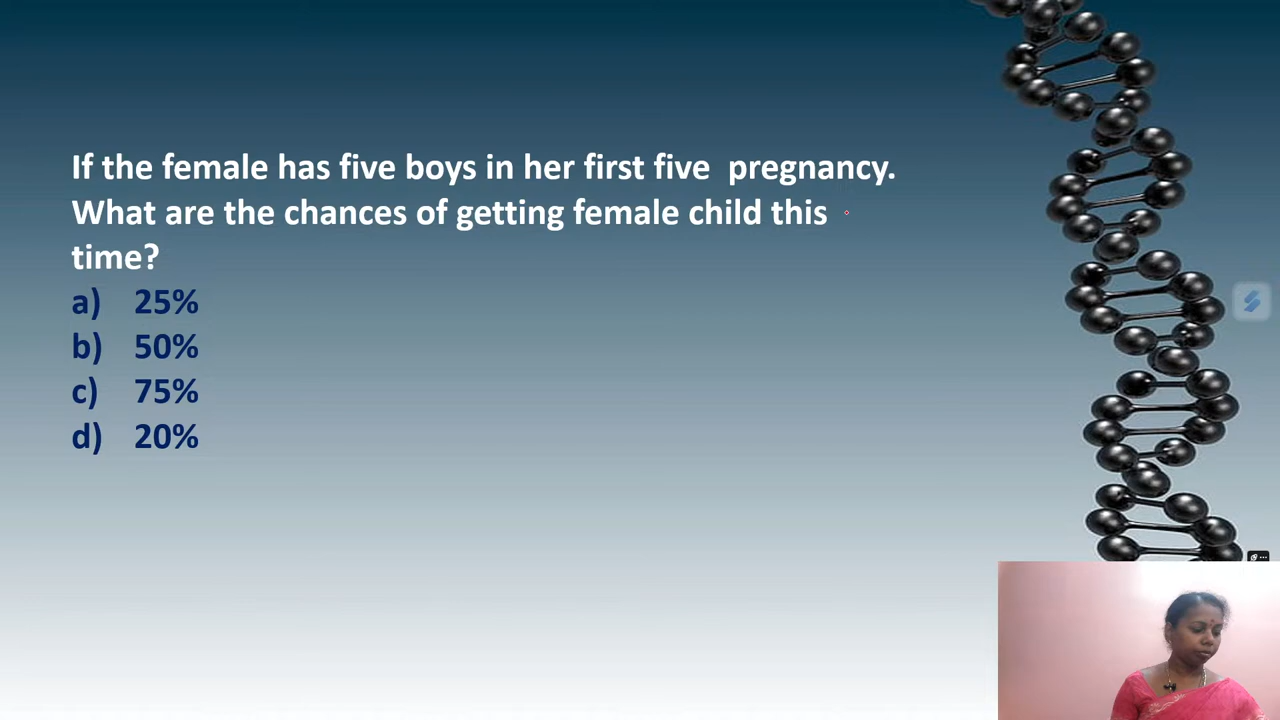 If the female has five boys in her first five  pregnancy.
What are the chances of getting female child this
time?
a) 25%
b) 50%
c) 75%
d) 20%